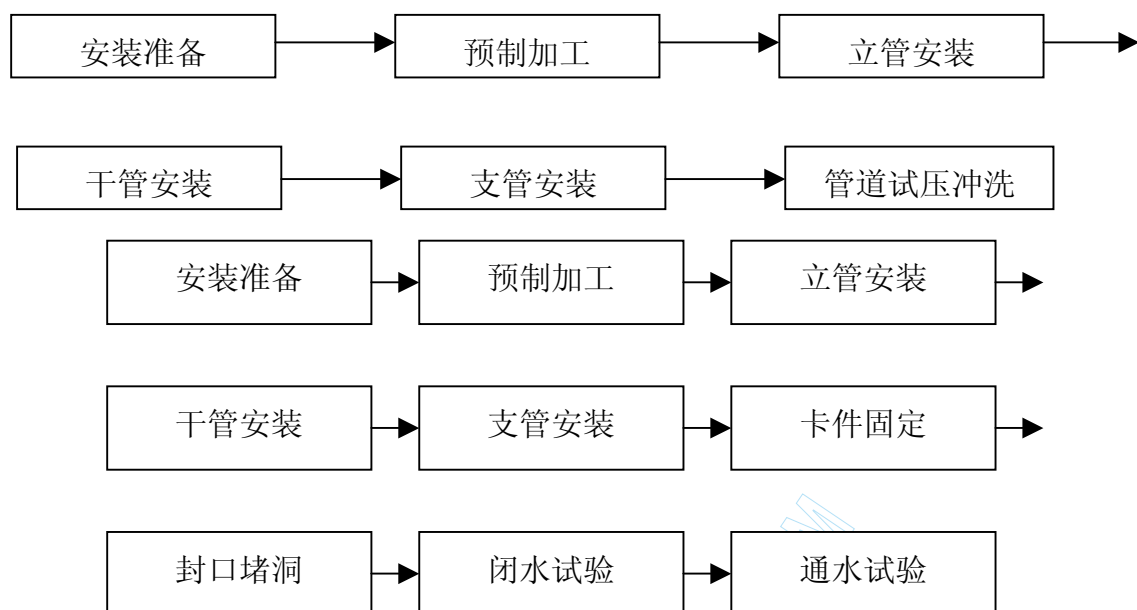 安装准备 预制加工 立管安装
干管安装 支管安装 管道试压冲洗
安装准备 预制加工 立管安装
干管安装 支管安装 卡件固定
封口堵洞 闭水试验 通水试验